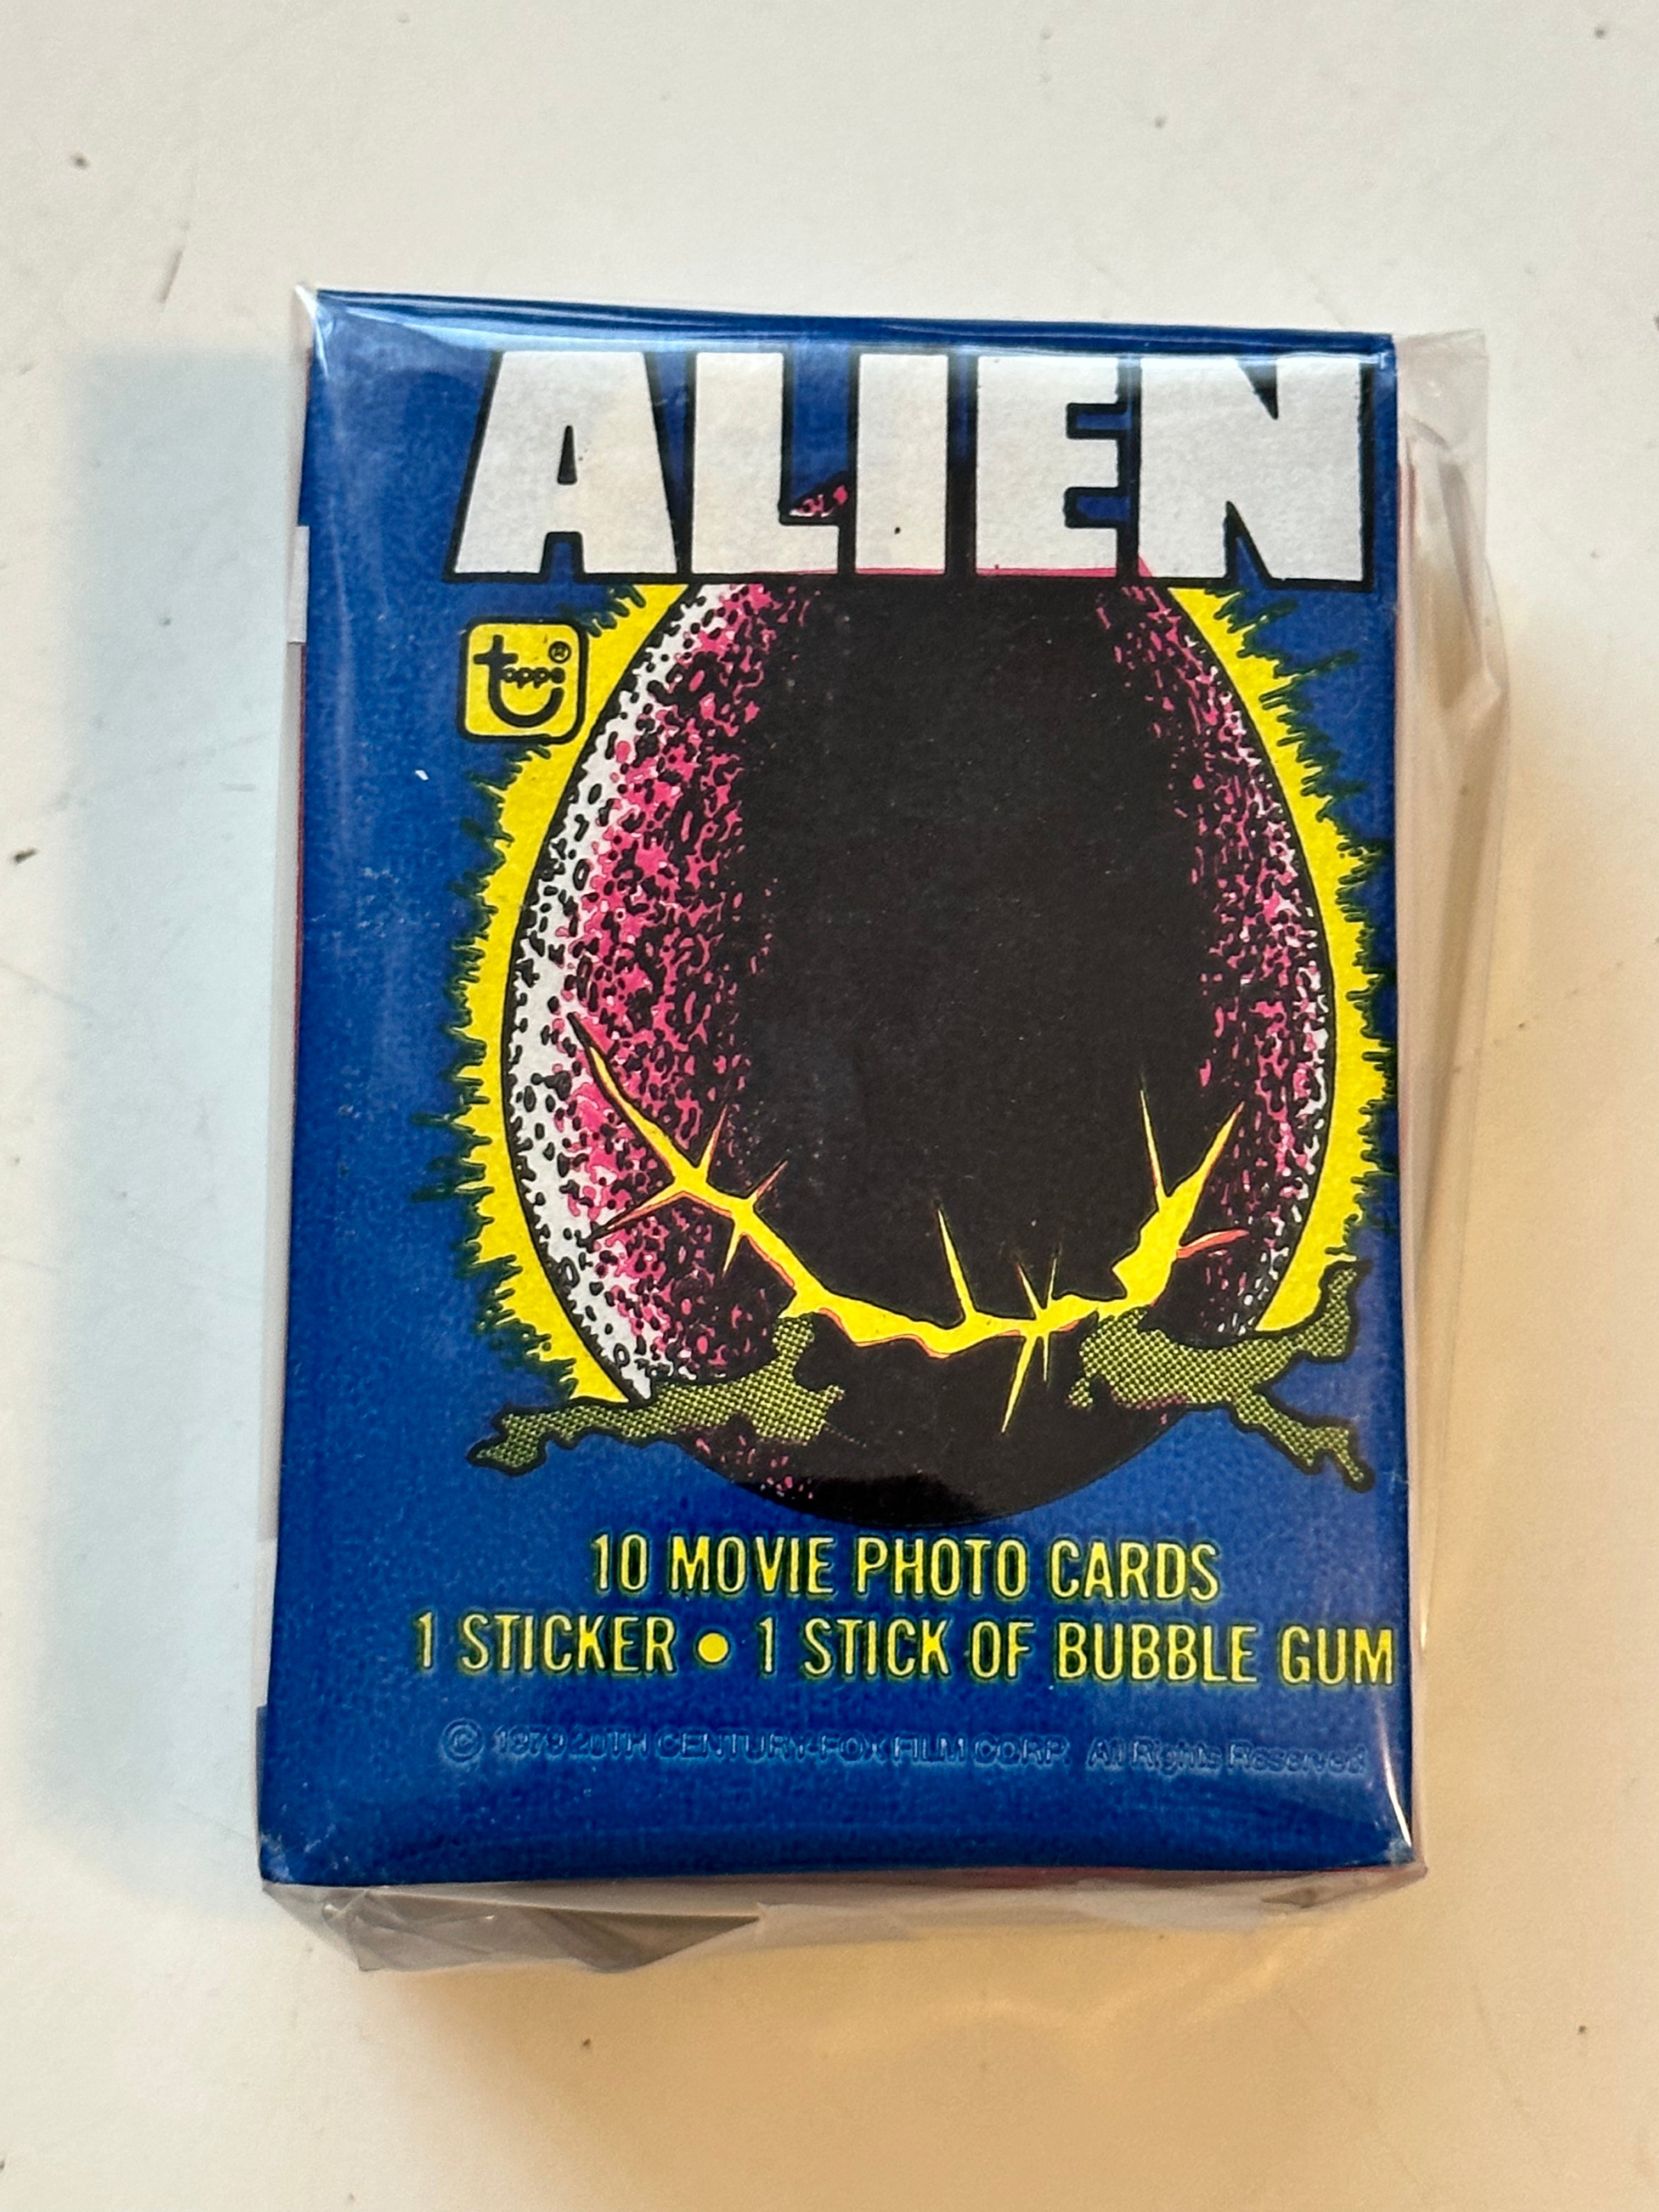 ALIEN
topps®
10 MOVIE PHOTO CARDS
1 STICKER • 1 STICK OF BUBBLE GUM
© 1979 20TH CENTURY-FOX FILM CORP. All Rights Reserved